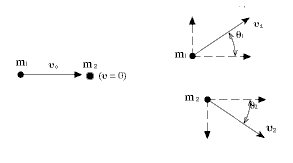 m₁ v₀ m₂ (v = 0)
m₁ θ₁ v₁
m₂ θ₂ v₂